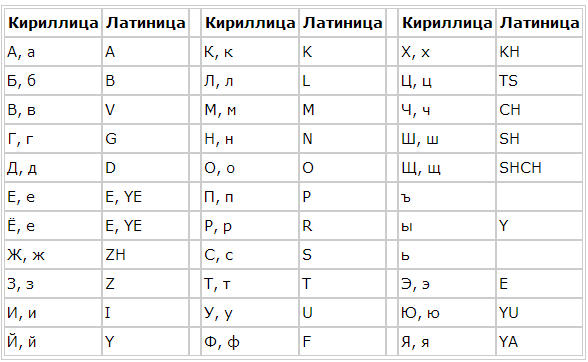 Кириллица Латиница Кириллица Латиница Кириллица Латиница
А, а A К, к K Х, х KH
Б, б B Л, л L Ц, ц TS
В, в V М, м M Ч, ч CH
Г, г G Н, н N Ш, ш SH
Д, д D О, о O Щ, щ SHCH
Е, е E, YE П, п P ъ
Ё, е E, YE Р, р R ы Y
Ж, ж ZH С, с S ь
З, з Z Т, т T Э, э E
И, и I У, у U Ю, ю YU
Й, й Y Ф, ф F Я, я YA